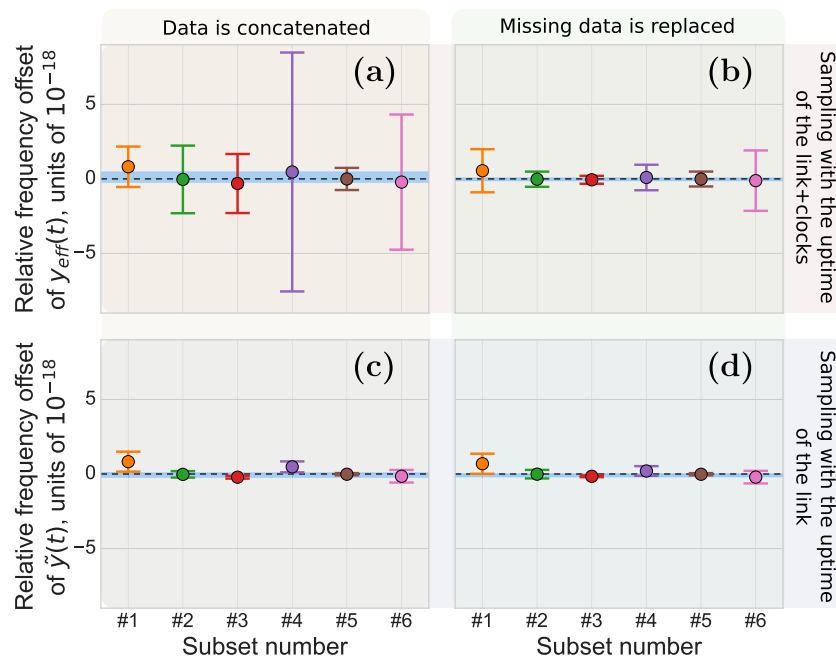 Data is concatenated
Missing data is replaced
Relative frequency offset
of y_eff(t), units of 10⁻¹⁸
5
0
−5
(a)
(b)
Sampling with the uptime
of the link+clocks
Relative frequency offset
of ỹ(t), units of 10⁻¹⁸
5
0
−5
(c)
(d)
Sampling with the uptime
of the link
#1 #2 #3 #4 #5 #6
#1 #2 #3 #4 #5 #6
Subset number
Subset number